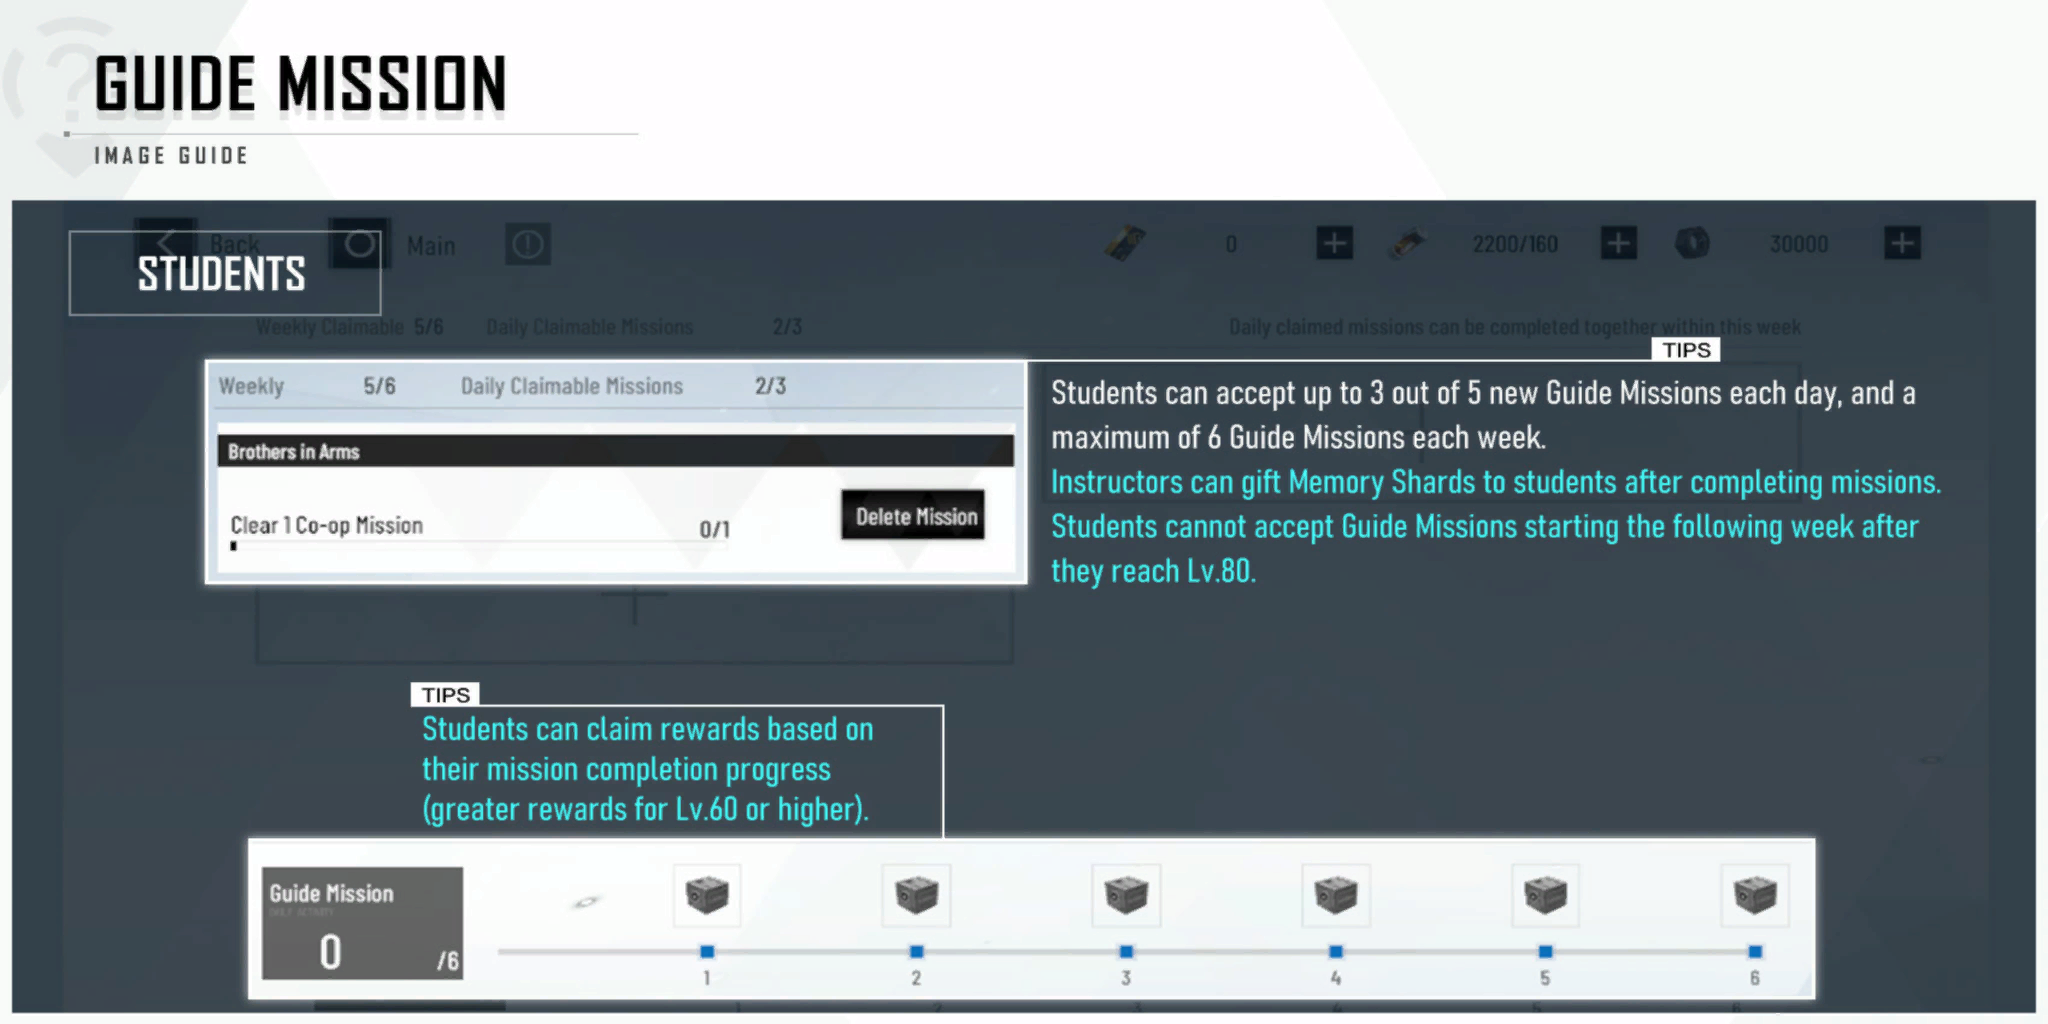 GUIDE MISSION
IMAGE GUIDE
Back
Main
0
2200/160
30000
STUDENTS
Weekly Claimable 5/6 Daily Claimable Missions 2/3
Daily claimed missions can be completed together within this week
TIPS
Weekly 5/6 Daily Claimable Missions 2/3
Brothers in Arms
Clear 1 Co-op Mission 0/1
Delete Mission
Students can accept up to 3 out of 5 new Guide Missions each day, and a
maximum of 6 Guide Missions each week.
Instructors can gift Memory Shards to students after completing missions.
Students cannot accept Guide Missions starting the following week after
they reach Lv.80.
TIPS
Students can claim rewards based on
their mission completion progress
(greater rewards for Lv.60 or higher).
Guide Mission
DAILY ACTIVITY
0 /6
1 2 3 4 5 6